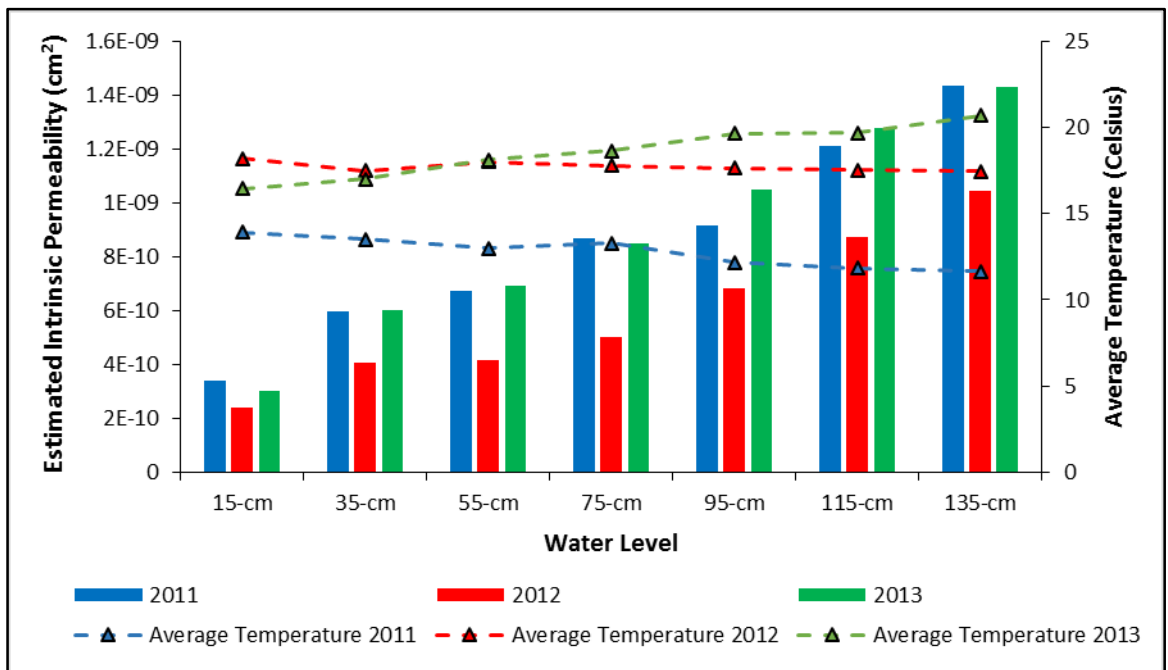 Estimated Intrinsic Permeability (cm²)
1.6E-09
1.4E-09
1.2E-09
1E-09
8E-10
6E-10
4E-10
2E-10
0
25
20
15
10
5
0
Average Temperature (Celsius)
15-cm 35-cm 55-cm 75-cm 95-cm 115-cm 135-cm
Water Level
2011 2012 2013
Average Temperature 2011 Average Temperature 2012 Average Temperature 2013